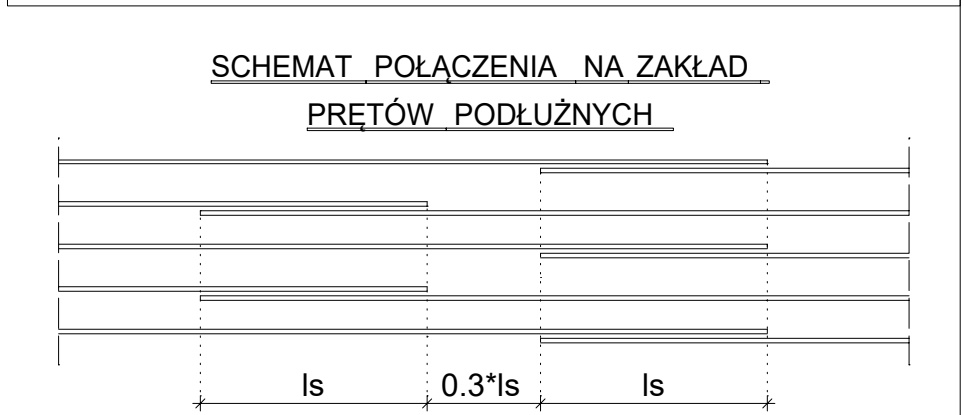 SCHEMAT POŁĄCZENIA NA ZAKŁAD
PRĘTÓW PODŁUŻNYCH
ls 0.3*ls ls